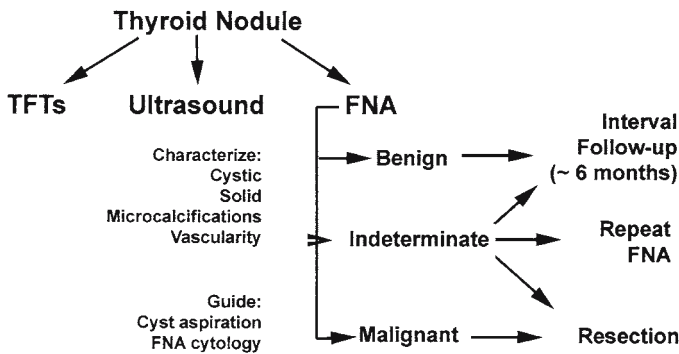 Thyroid Nodule
TFTs
Ultrasound
FNA
Characterize:
Cystic
Solid
Microcalcifications
Vascularity
Guide:
Cyst aspiration
FNA cytology
Benign
Indeterminate
Malignant
Interval
Follow-up
(~ 6 months)
Repeat
FNA
Resection